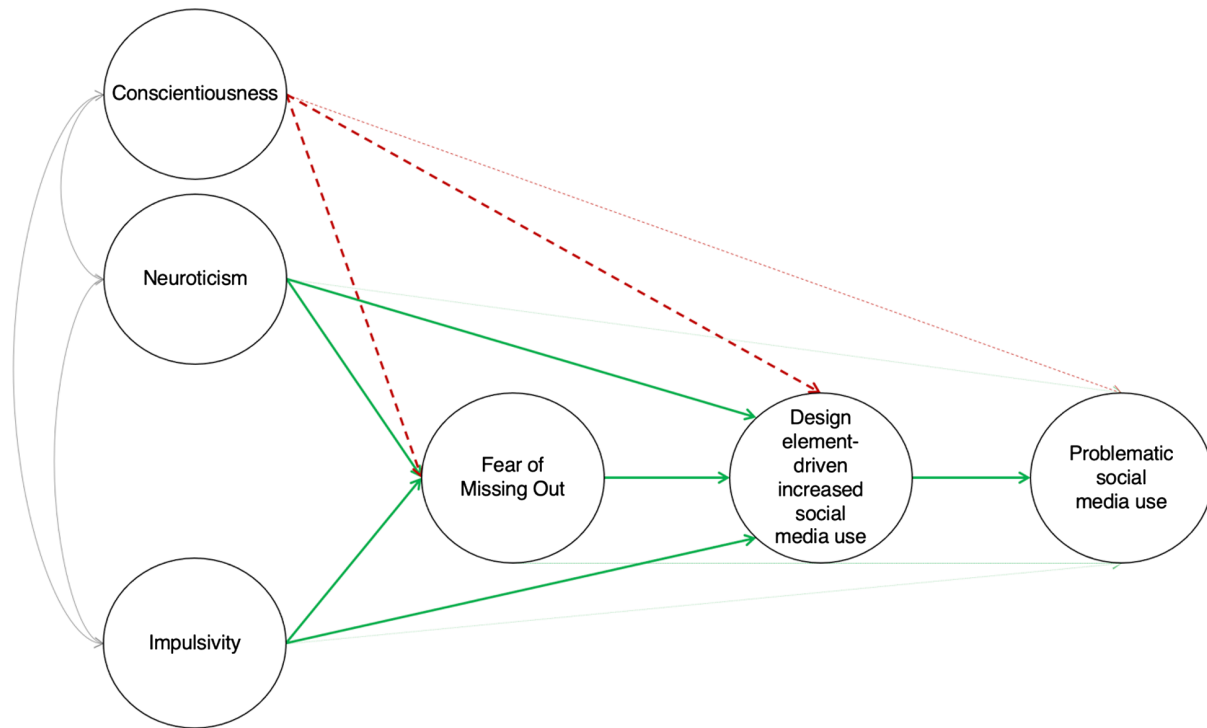 Conscientiousness
Neuroticism
Impulsivity
Fear of
Missing Out
Design
element-
driven
increased
social
media use
Problematic
social
media use